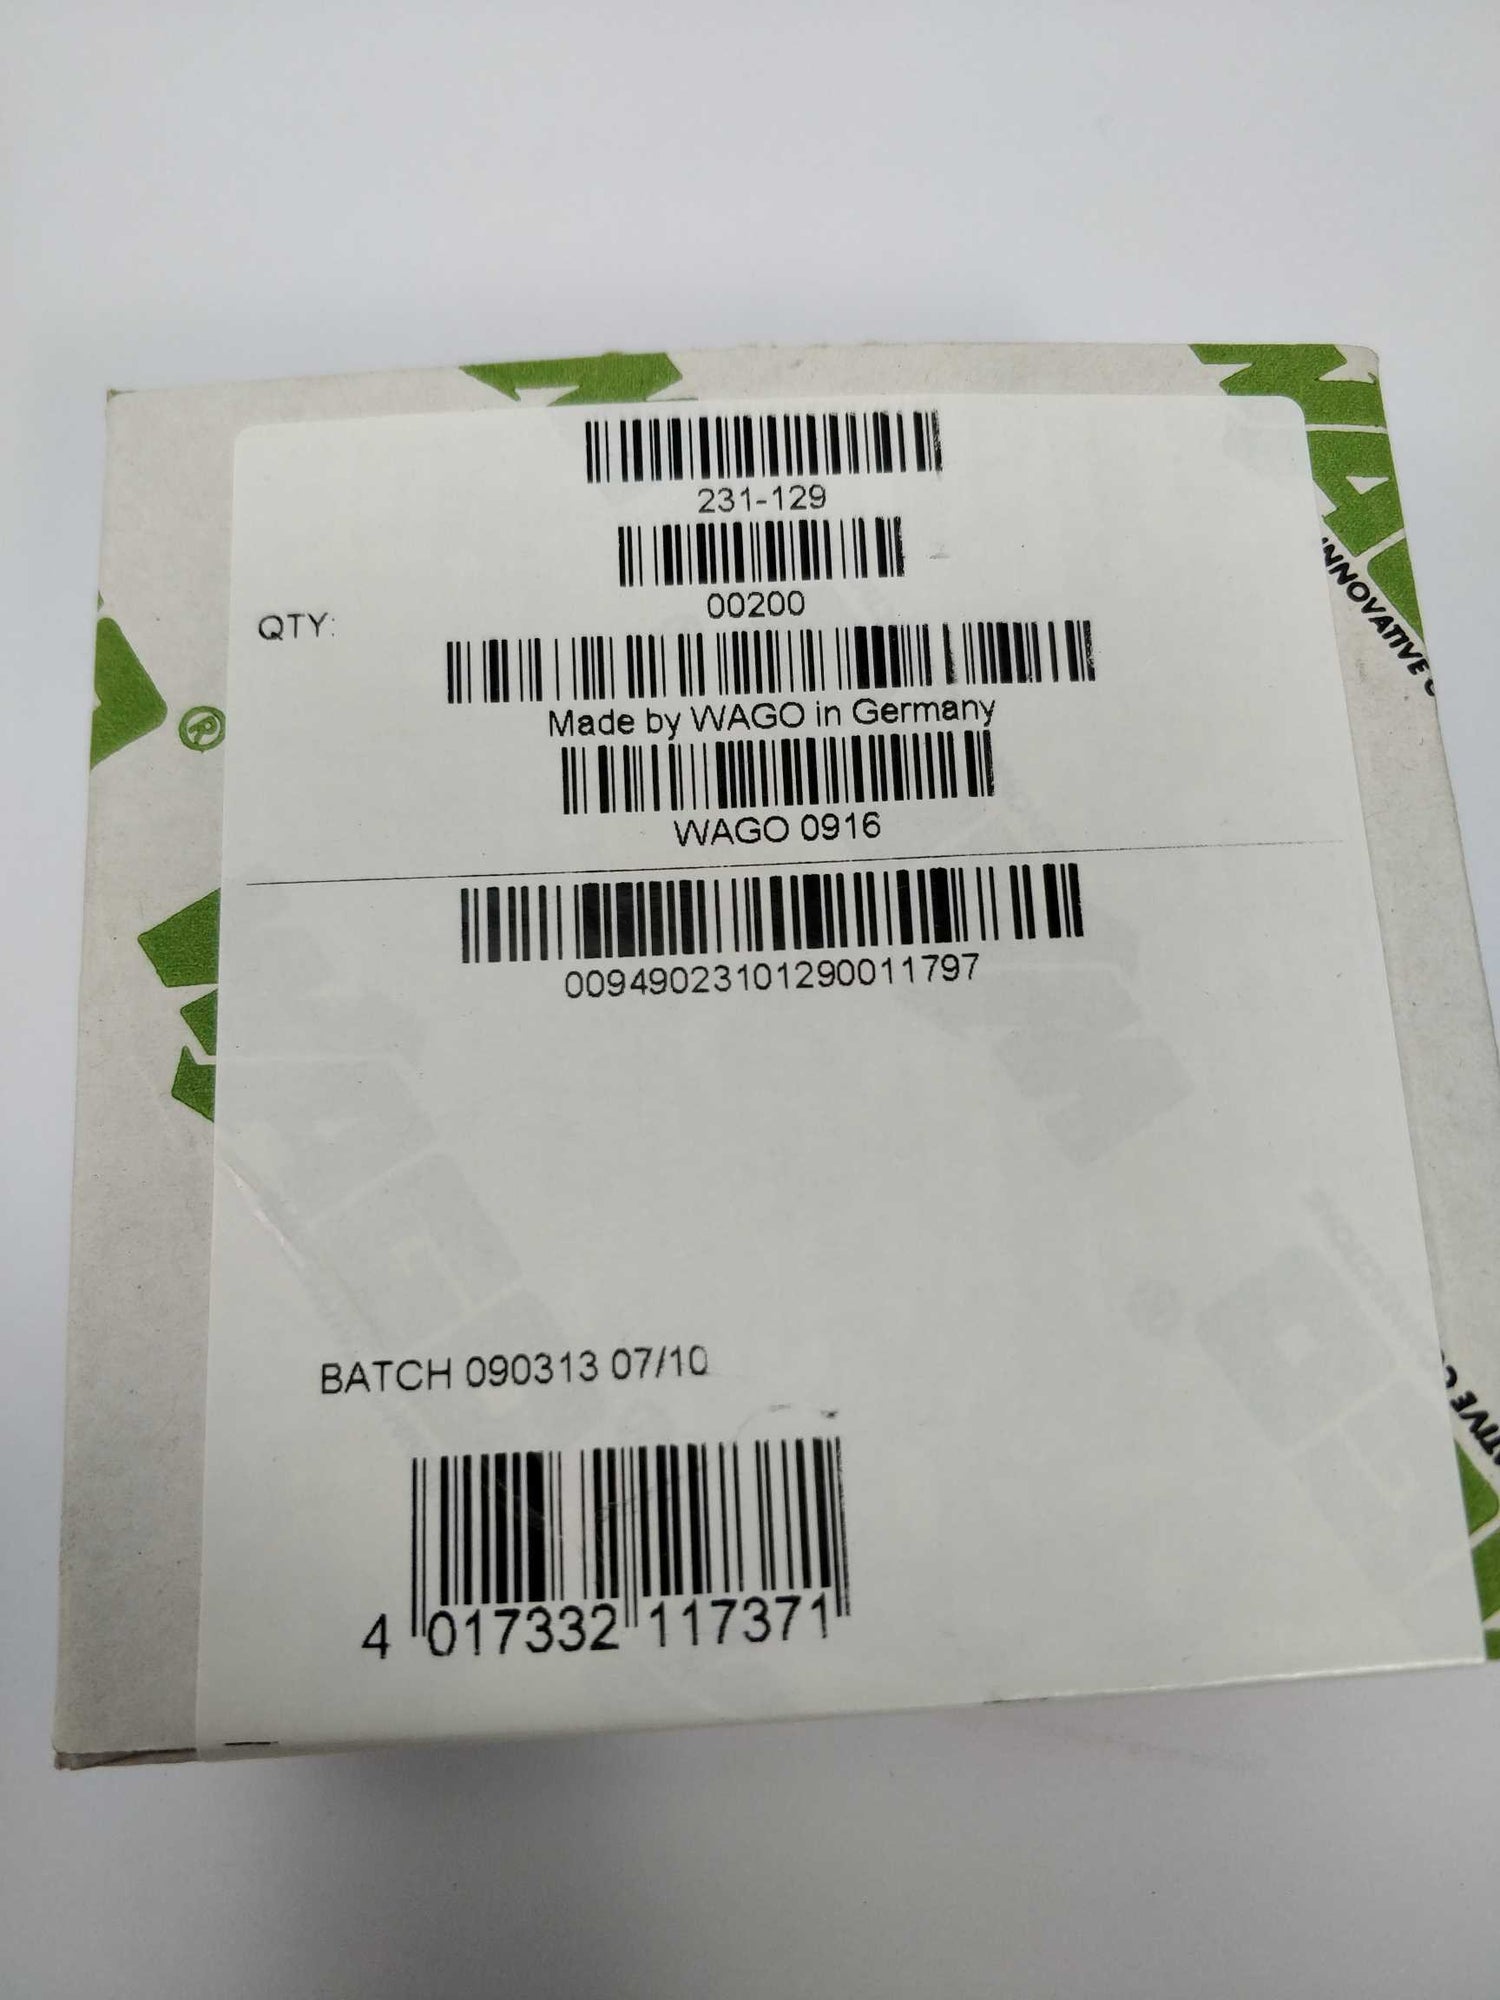 231-129
00200
QTY:
Made by WAGO in Germany
WAGO 0916
00949023101290011797
BATCH 090313 07/10
4 017332 117371
INNOVATIVE
®